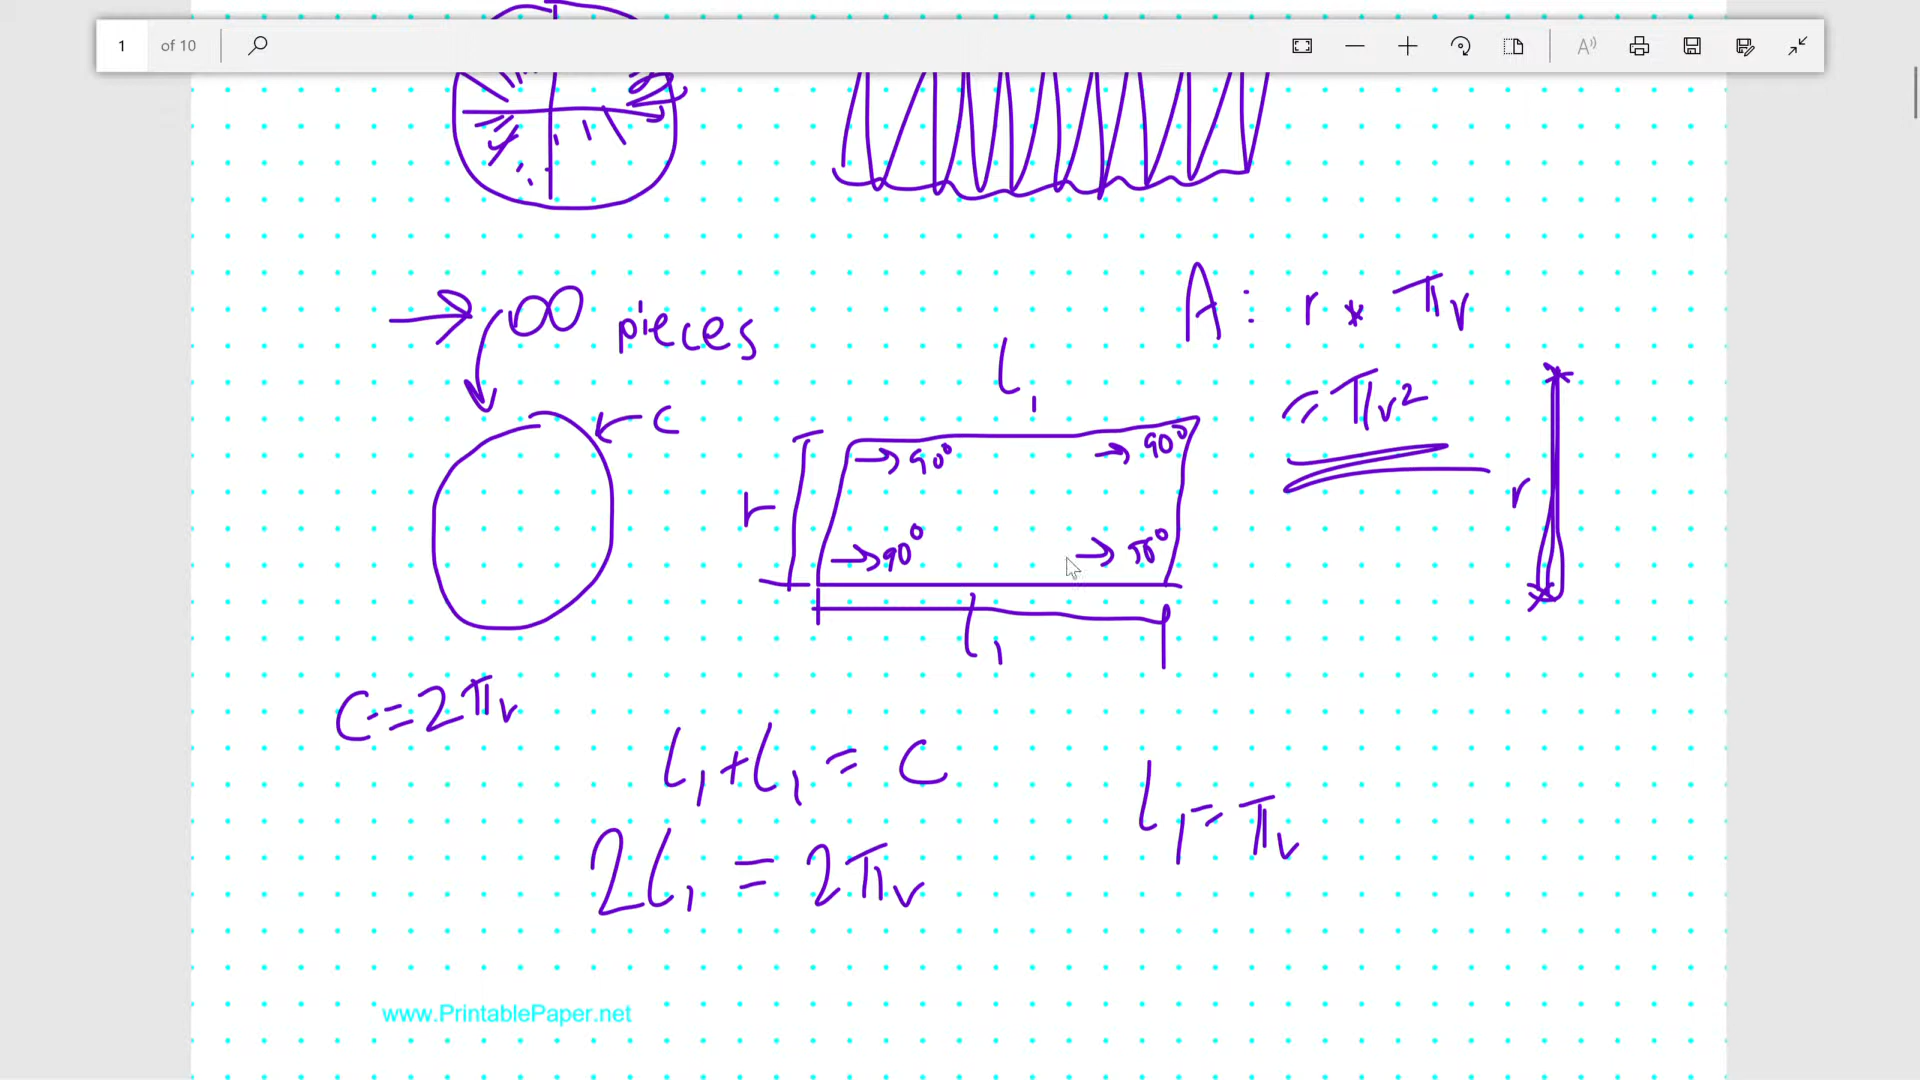 1 of 10
→ ∞ pieces
A : r * πr
= πr²
← C
l₁
→ 90°
→ 90°
r
→ 90°
r
l₁
C = 2πr
l₁ + l₁ = C
l₁ = πr
2l₁ = 2πr
www.PrintablePaper.net